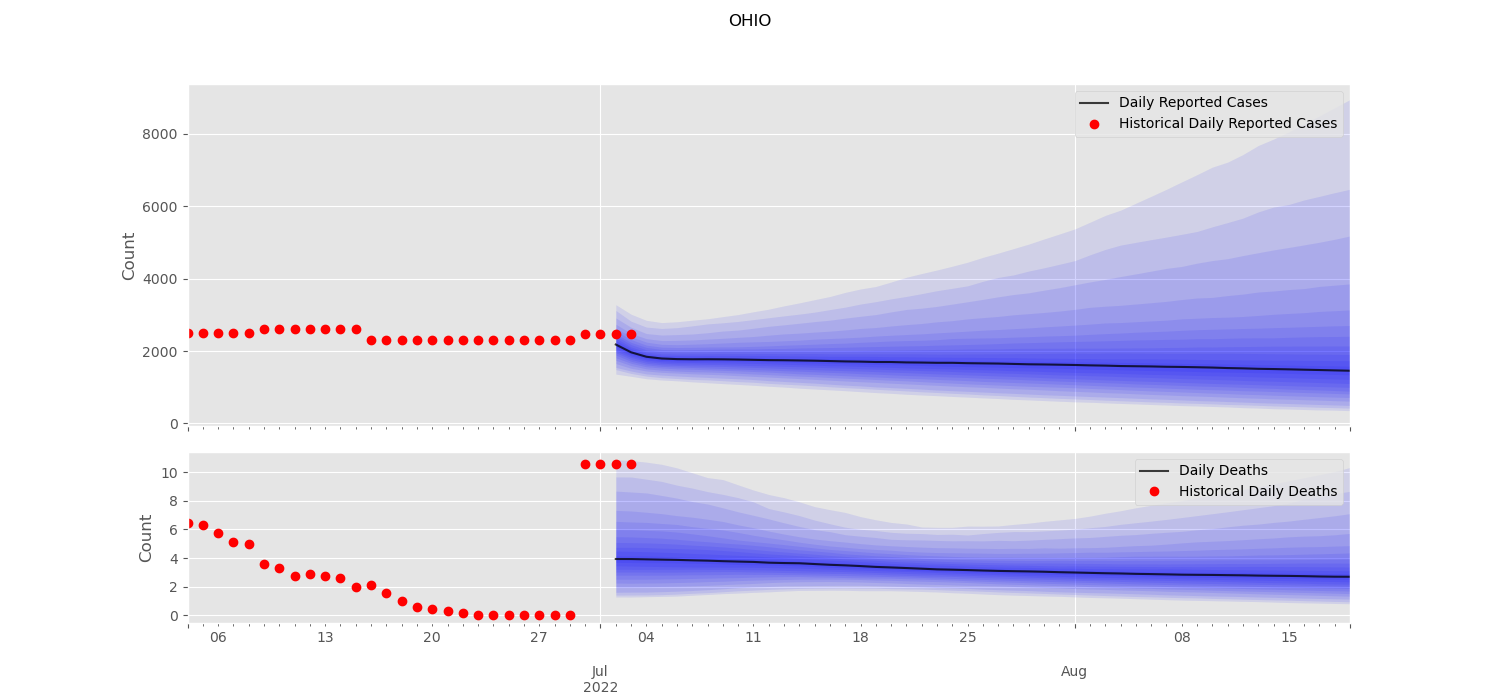 OHIO
Count
8000
6000
4000
2000
0
Daily Reported Cases
Historical Daily Reported Cases
Count
10
8
6
4
2
0
Daily Deaths
Historical Daily Deaths
06 13 20 27 04 11 18 25 08 15
Jul Aug
2022